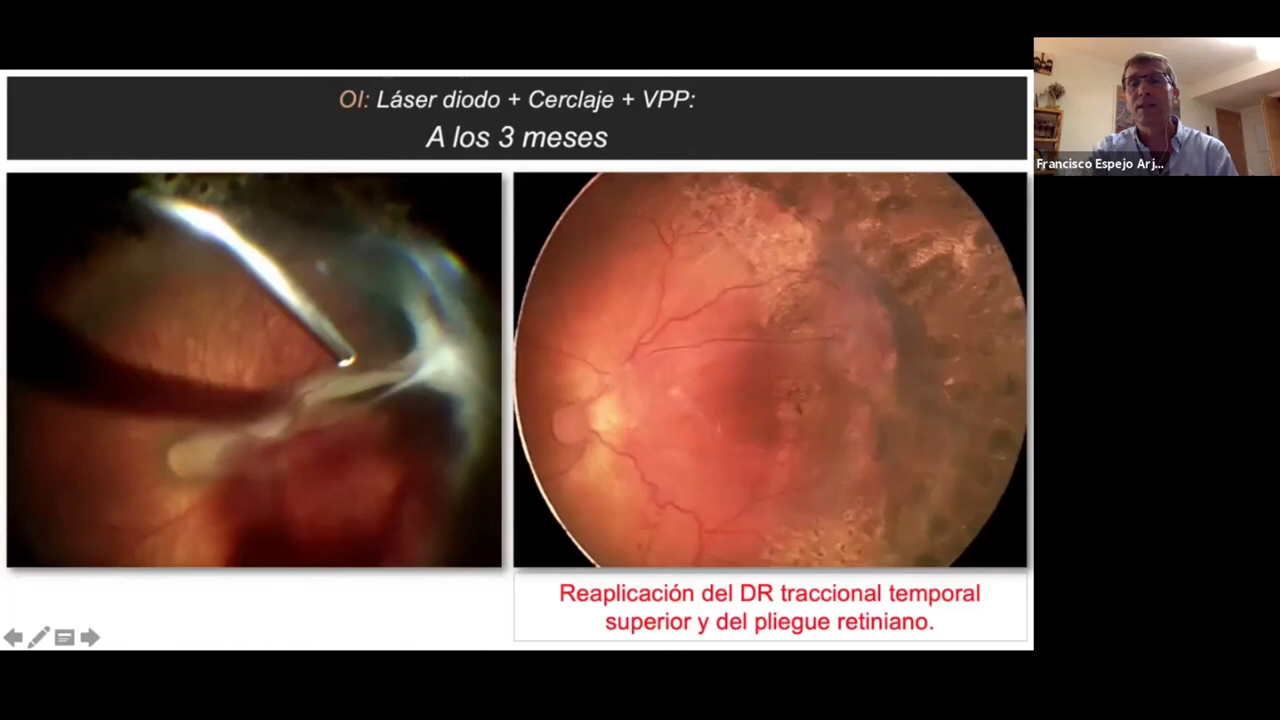 OI: Láser diodo + Cerclaje + VPP:
A los 3 meses
Francisco Espejo Arj...
Reaplicación del DR traccional temporal
superior y del pliegue retiniano.